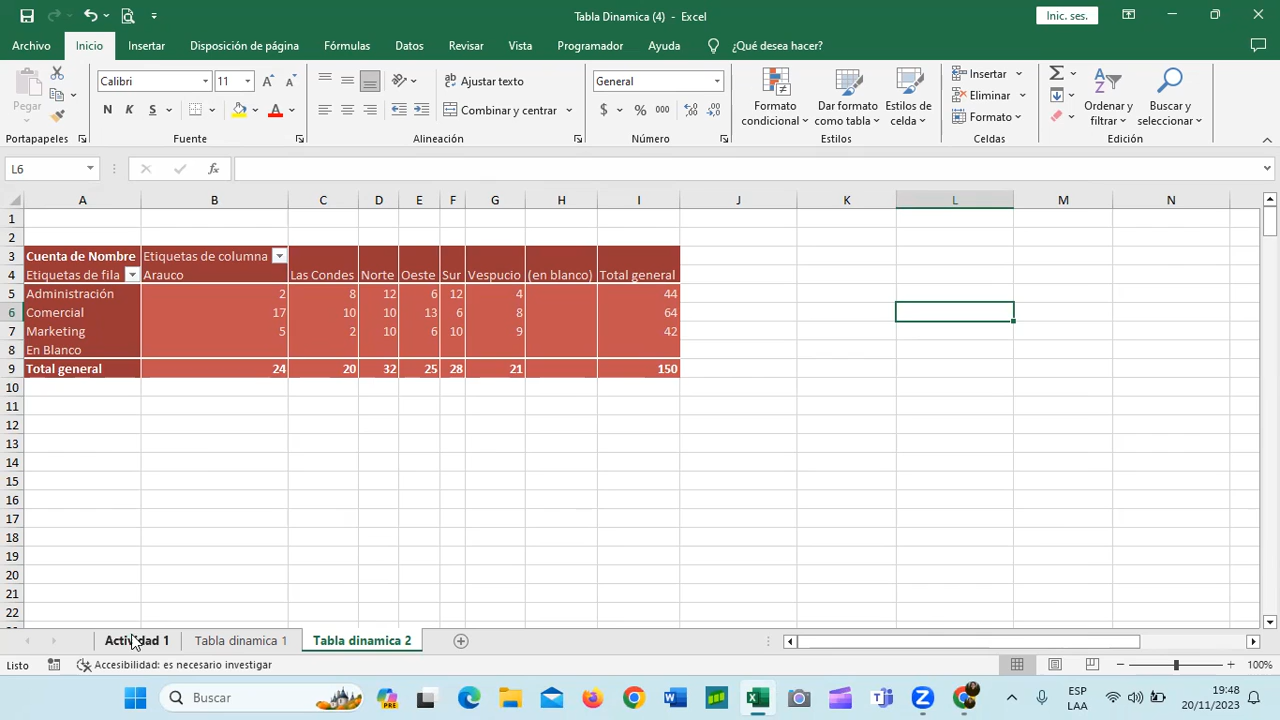 Tabla Dinamica (4) - Excel
Inic. ses.
Archivo Inicio Insertar Disposición de página Fórmulas Datos Revisar Vista Programador Ayuda ¿Qué desea hacer?
Pegar
Calibri 11
N K S
Ajustar texto
Combinar y centrar
General
$ % 000
Formato condicional
Dar formato como tabla
Estilos de celda
Insertar
Eliminar
Formato
Ordenar y filtrar
Buscar y seleccionar
Portapapeles Fuente Alineación Número Estilos Celdas Edición
L6
A B C D E F G H I J K L M N
1
2
3 Cuenta de Nombre Etiquetas de columna
4 Etiquetas de fila Arauco Las Condes Norte Oeste Sur Vespucio (en blanco) Total general
5 Administración 2 8 12 6 12 4 44
6 Comercial 17 10 10 13 6 8 64
7 Marketing 5 2 10 6 10 9 42
8 En Blanco
9 Total general 24 20 32 25 28 21 150
10
11
12
13
14
15
16
17
18
19
20
21
22
Actividad 1 Tabla dinamica 1 Tabla dinamica 2
Listo Accesibilidad: es necesario investigar 100%
Buscar
ESP
LAA
19:48
20/11/2023